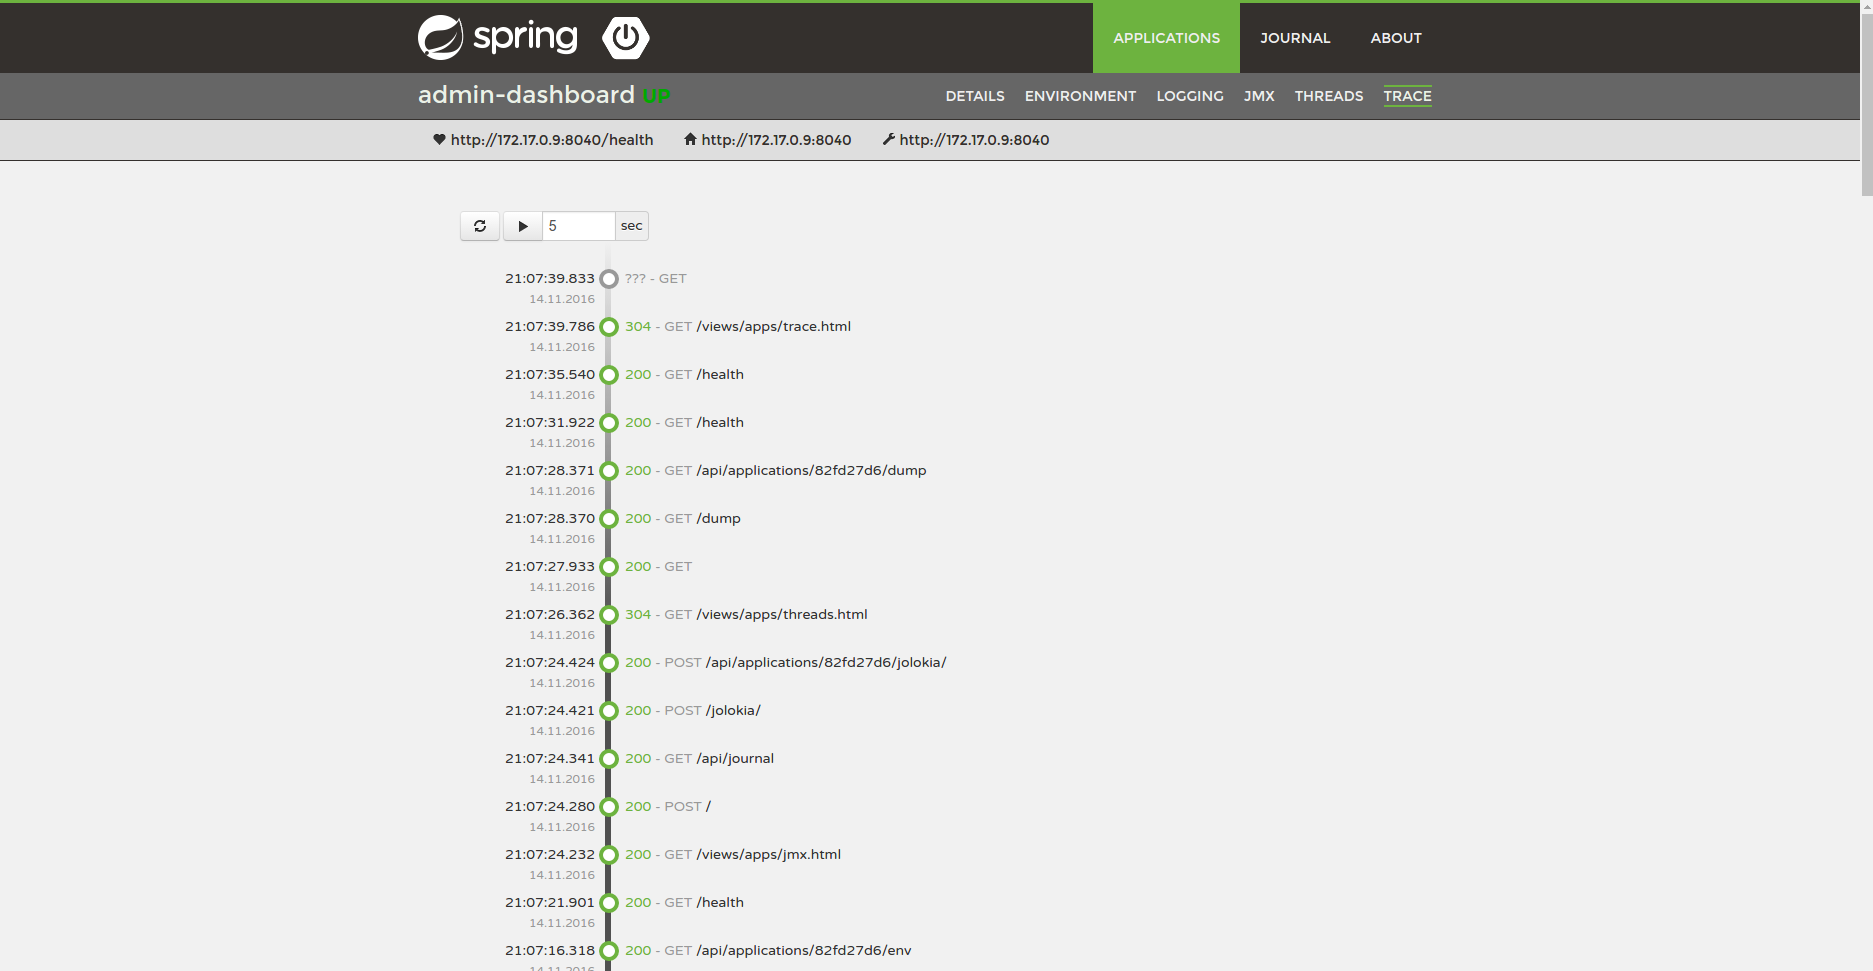 spring APPLICATIONS JOURNAL ABOUT
admin-dashboard UP DETAILS ENVIRONMENT LOGGING JMX THREADS TRACE
http://172.17.0.9:8040/health http://172.17.0.9:8040 http://172.17.0.9:8040
5 sec
21:07:39.833 ??? - GET
14.11.2016
21:07:39.786 304 - GET /views/apps/trace.html
14.11.2016
21:07:35.540 200 - GET /health
14.11.2016
21:07:31.922 200 - GET /health
14.11.2016
21:07:28.371 200 - GET /api/applications/82fd27d6/dump
14.11.2016
21:07:28.370 200 - GET /dump
14.11.2016
21:07:27.933 200 - GET
14.11.2016
21:07:26.362 304 - GET /views/apps/threads.html
14.11.2016
21:07:24.424 200 - POST /api/applications/82fd27d6/jolokia/
14.11.2016
21:07:24.421 200 - POST /jolokia/
14.11.2016
21:07:24.341 200 - GET /api/journal
14.11.2016
21:07:24.280 200 - POST /
14.11.2016
21:07:24.232 200 - GET /views/apps/jmx.html
14.11.2016
21:07:21.901 200 - GET /health
14.11.2016
21:07:16.318 200 - GET /api/applications/82fd27d6/env
14.11.2016